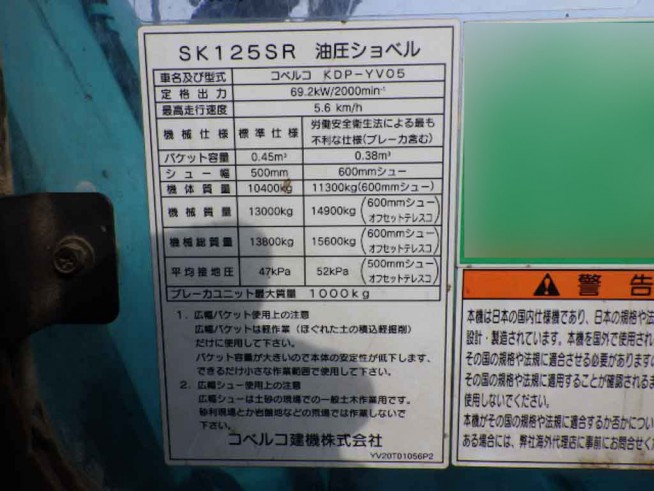 SK125SR 油圧ショベル
車名及び型式 コベルコ KDP-YV05
定格出力 69.2kW/2000min⁻¹
最高走行速度 5.6 km/h
機械仕様 標準仕様 労働安全衛生法による最も
不利な仕様(ブレーカ含む)
バケット容量 0.45m³ 0.38m³
シュー幅 500mm 600mmシュー
機体質量 10400kg 11300kg(600mmシュー)
機械質量 13000kg 14900kg(600mmシュー
オフセットテレスコ)
機械総質量 13800kg 15600kg(600mmシュー
オフセットテレスコ)
平均接地圧 47kPa 52kPa(500mmシュー
オフセットテレスコ)
ブレーカユニット最大質量 1000kg
1. 広幅バケット使用上の注意
広幅バケットは軽作業(ほぐれた土の積込軽掘削)
だけに使用して下さい。
バケット容量が大きいので本体の安定性が低下します、
できるだけ小さな作業範囲で使用して下さい。
2. 広幅シュー使用上の注意
広幅シューは土砂の現場での一般土木作業用です。
砂利現場とか岩盤地などの荒場では作業しないで
下さい。
コベルコ建機株式会社
YV20T01056P2
警告
本機は日本の国内仕様機であり、日本の規格や法
設計・製造されています。本機を国外で使用され
その国の規格や法規に適合させる必要があります
その国の規格や法規に適用することが確認されるま
使用しないでください。
本機がその国の規格や法規に適合するか否かについ
ある場合には、弊社海外代理店に事前にお問合せくだ